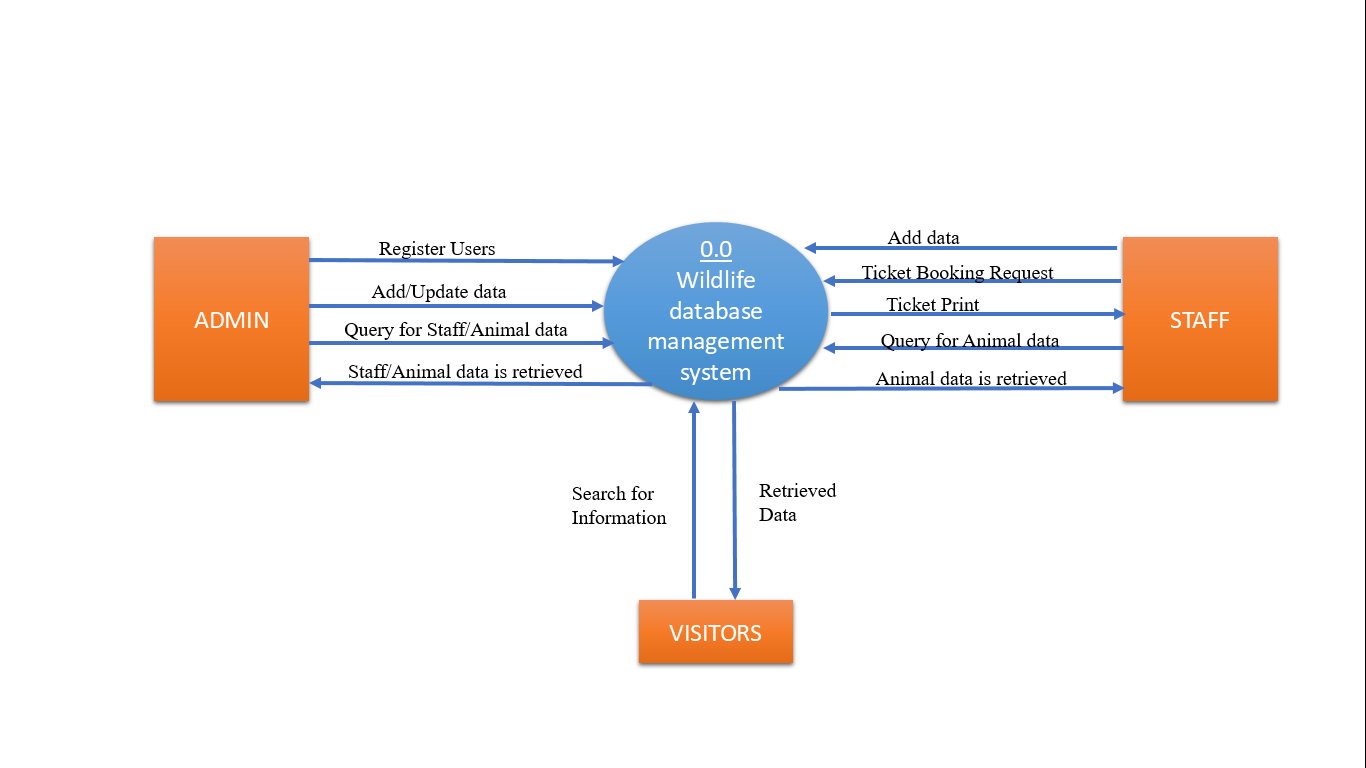 ADMIN
Register Users
Add/Update data
Query for Staff/Animal data
Staff/Animal data is retrieved
0.0
Wildlife
database
management
system
Add data
Ticket Booking Request
Ticket Print
Query for Animal data
Animal data is retrieved
STAFF
Search for
Information
Retrieved
Data
VISITORS